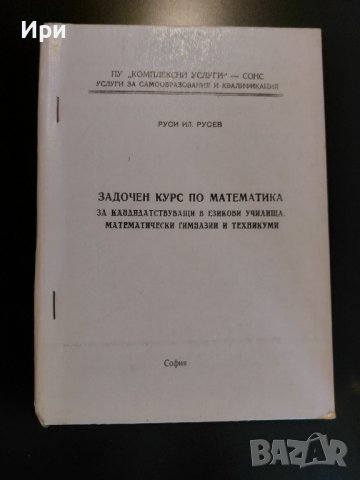 Ири
ПУ „КОМПЛЕКСНИ УСЛУГИ“ — СОНС
УСЛУГИ ЗА САМООБРАЗОВАНИЯ И КВАЛИФИКАЦИЯ
РУСИ ИЛ. РУСЕВ
ЗАДОЧЕН КУРС ПО МАТЕМАТИКА
ЗА КАНДИДАТСТВУВАЩИ В ЕЗИКОВИ УЧИЛИЩА,
МАТЕМАТИЧЕСКИ ГИМНАЗИИ И ТЕХНИКУМИ
София
BAZAR